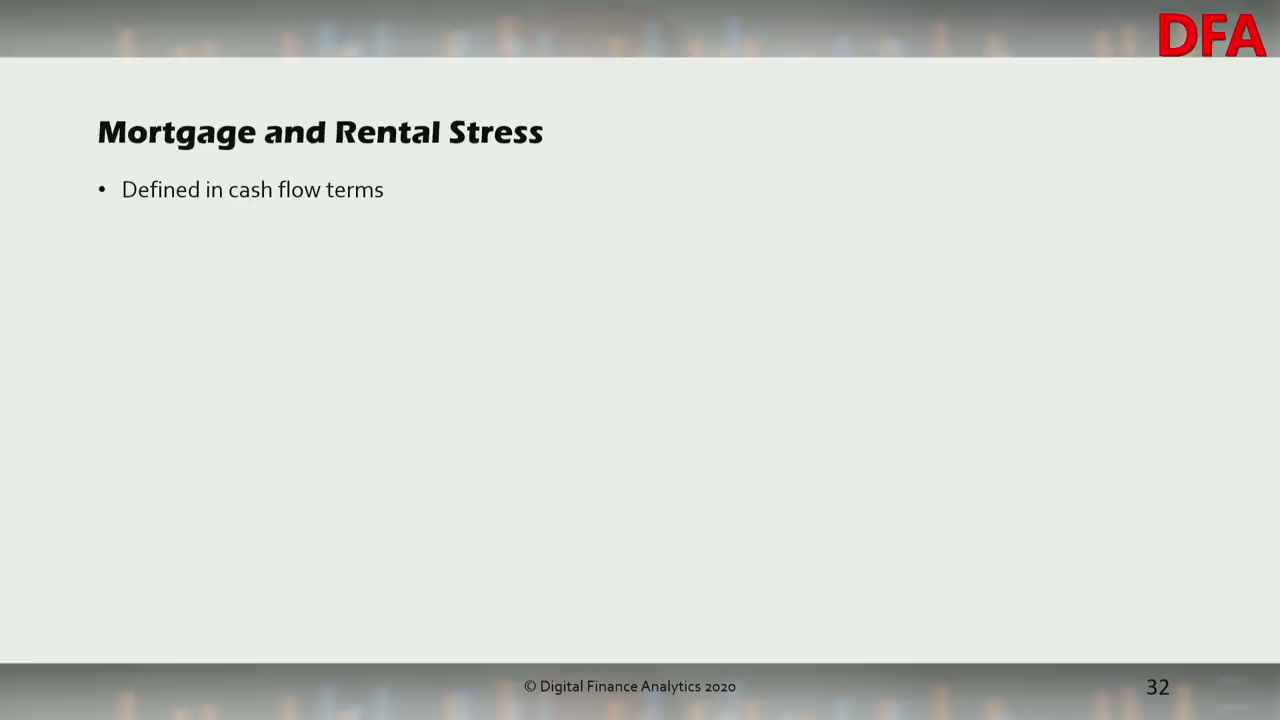 DFA
Mortgage and Rental Stress
• Defined in cash flow terms
© Digital Finance Analytics 2020
32